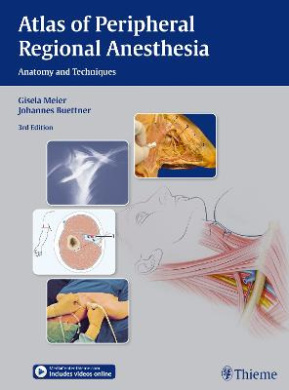 Atlas of Peripheral
Regional Anesthesia
Anatomy and Techniques
Gisela Meier
Johannes Buettner
3rd Edition
Includes videos online
Thieme